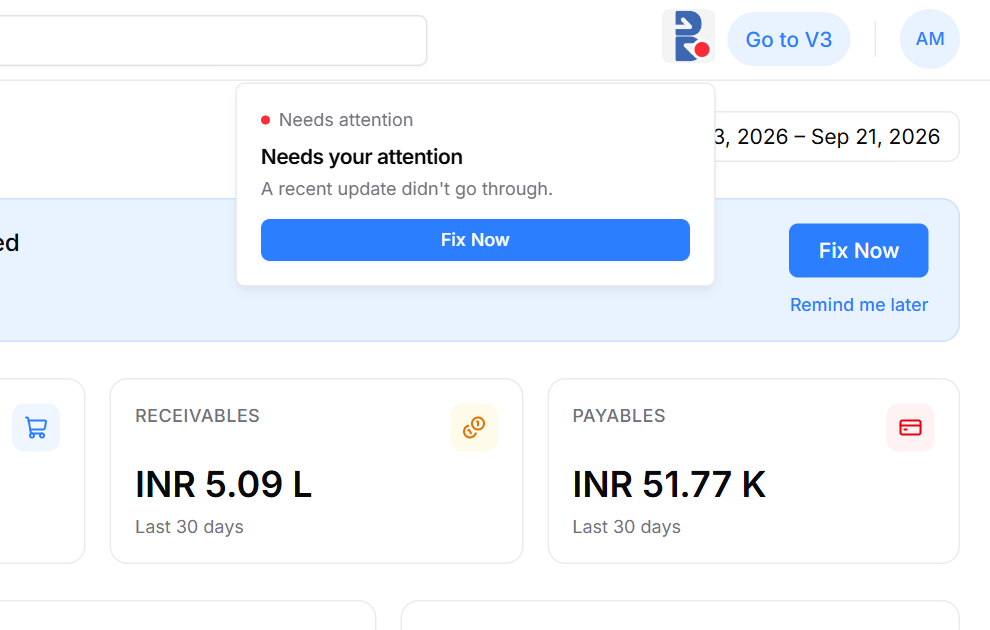 Go to V3
AM
Needs attention
Needs your attention
A recent update didn't go through.
Fix Now
3, 2026 – Sep 21, 2026
Fix Now
Remind me later
RECEIVABLES
INR 5.09 L
Last 30 days
PAYABLES
INR 51.77 K
Last 30 days